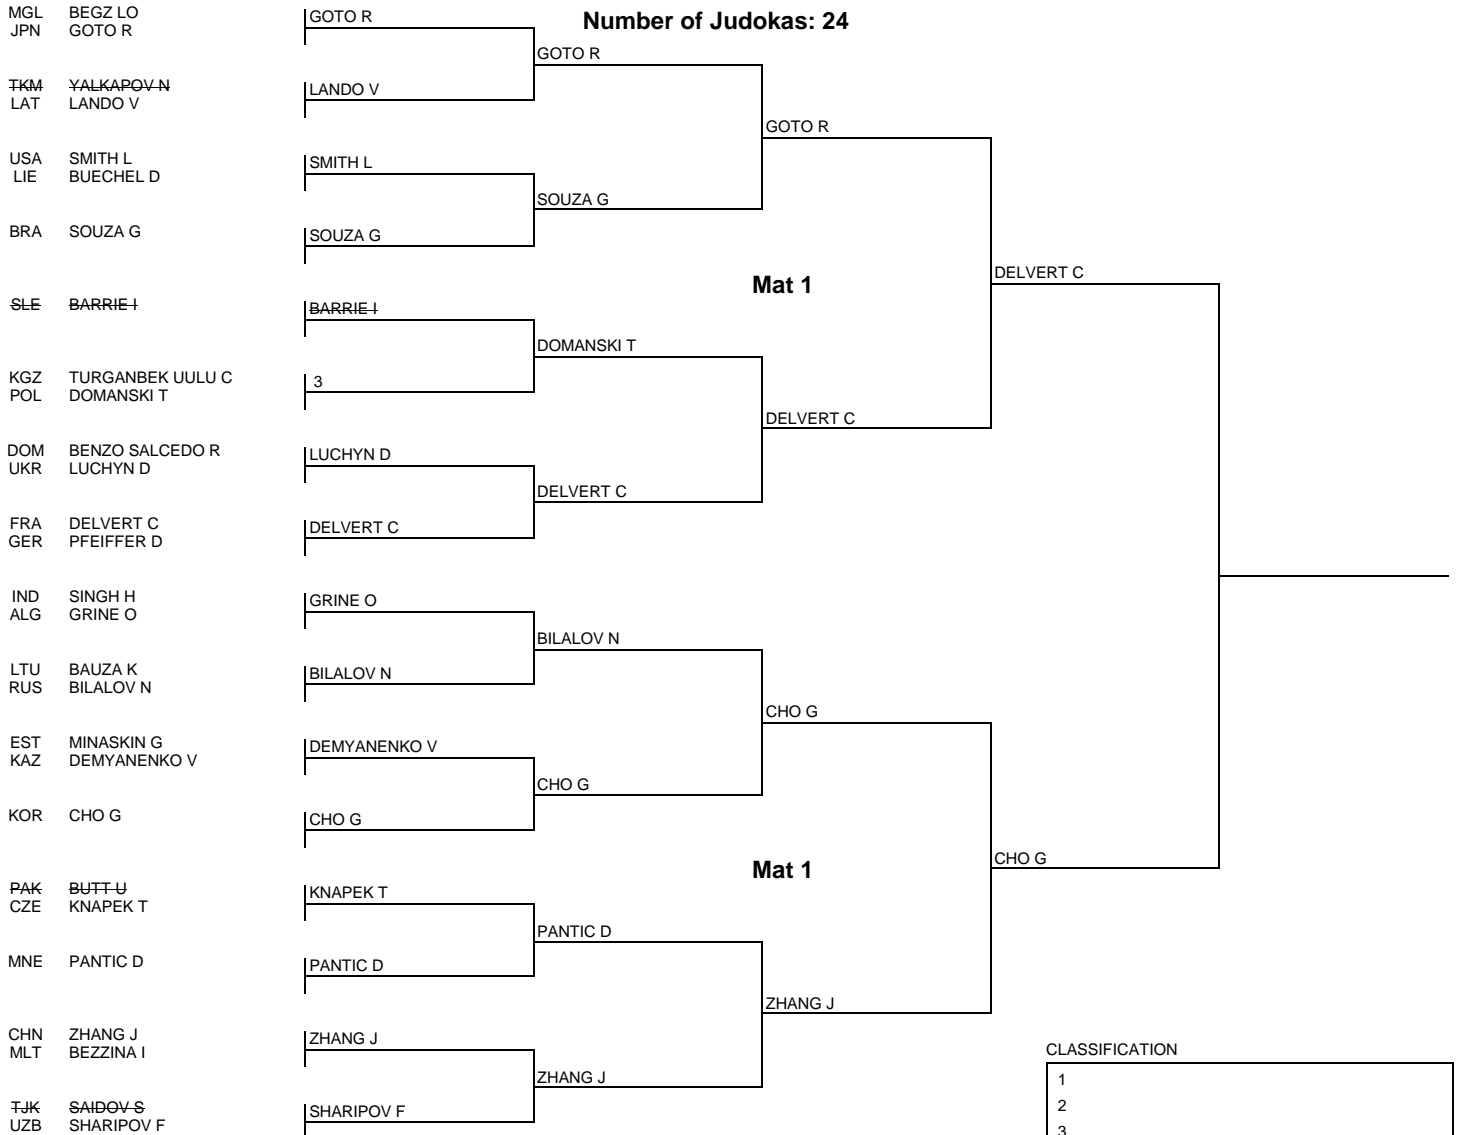 MGL BEGZ LO
JPN GOTO R
GOTO R
Number of Judokas: 24
GOTO R
TKM YALKAPOV N
LAT LANDO V
LANDO V
GOTO R
USA SMITH L
LIE BUECHEL D
SMITH L
SOUZA G
BRA SOUZA G
SOUZA G
DELVERT C
Mat 1
SLE BARRIE I
BARRIE I
DOMANSKI T
KGZ TURGANBEK UULU C
POL DOMANSKI T
3
DELVERT C
DOM BENZO SALCEDO R
UKR LUCHYN D
LUCHYN D
DELVERT C
FRA DELVERT C
GER PFEIFFER D
DELVERT C
IND SINGH H
ALG GRINE O
GRINE O
BILALOV N
LTU BAUZA K
RUS BILALOV N
BILALOV N
CHO G
EST MINASKIN G
KAZ DEMYANENKO V
DEMYANENKO V
CHO G
KOR CHO G
CHO G
CHO G
Mat 1
PAK BUTT U
CZE KNAPEK T
KNAPEK T
PANTIC D
MNE PANTIC D
PANTIC D
ZHANG J
CHN ZHANG J
MLT BEZZINA I
ZHANG J
ZHANG J
TJK SAIDOV S
UZB SHARIPOV F
SHARIPOV F
CLASSIFICATION
1
2
3